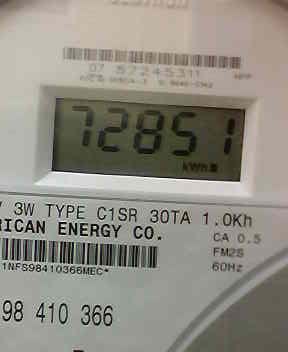 07 57245311
72851
kWh
V 3W TYPE C1SR 30TA 1.0Kh
RICAN ENERGY CO.
CA 0.5
FM2S
60Hz
1NFS98410366MEC*
98 410 366